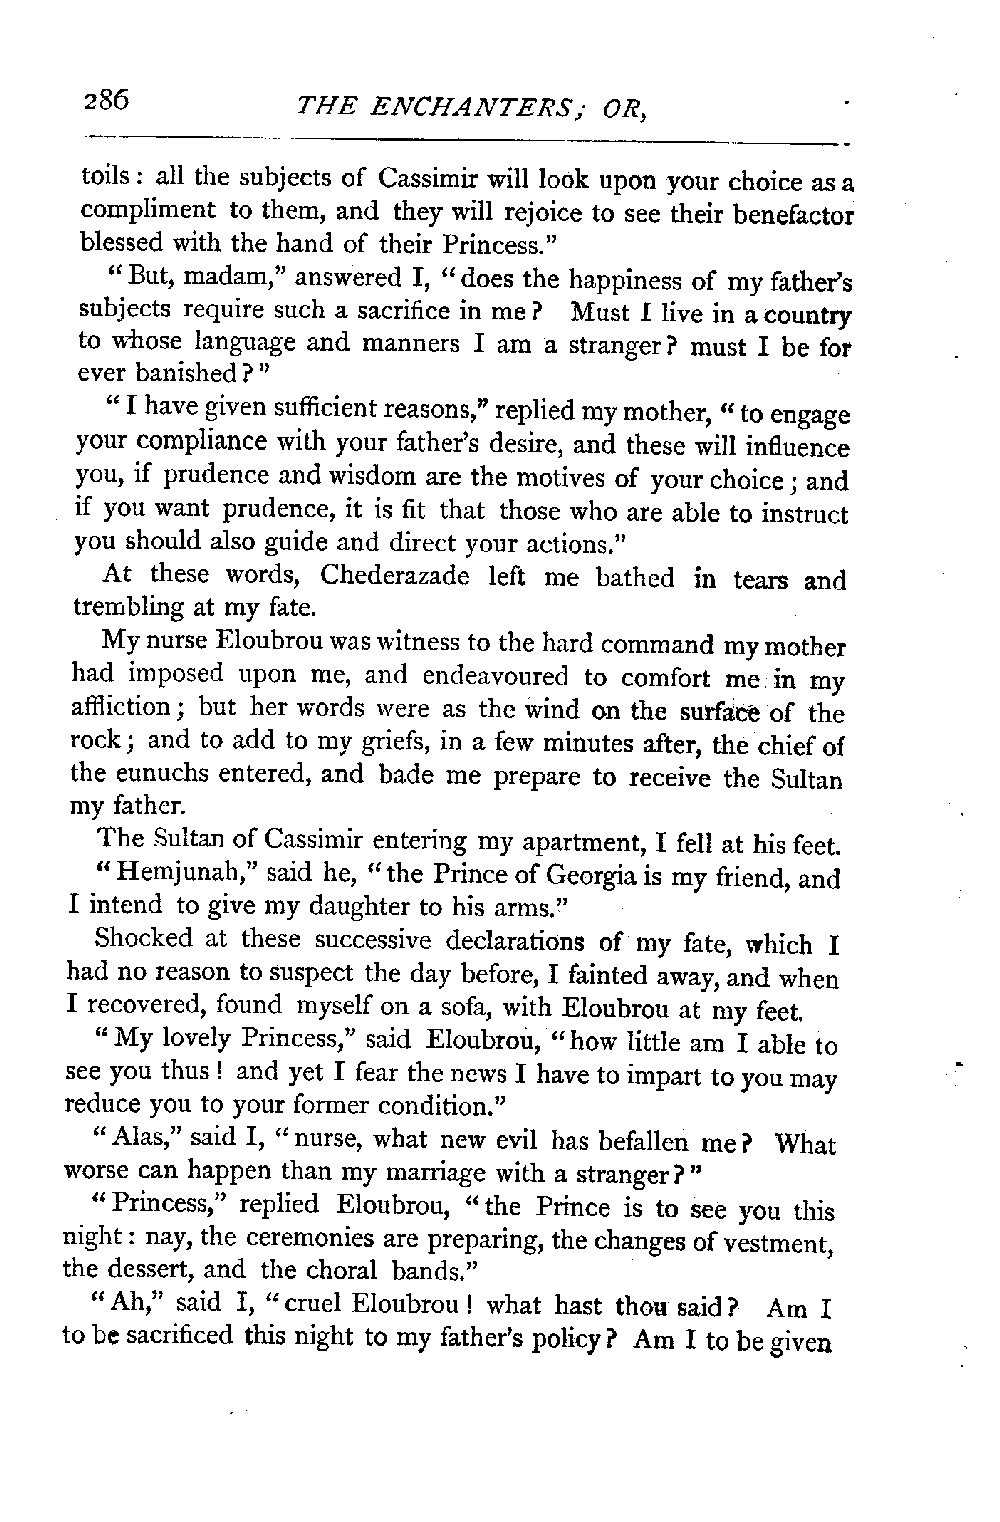 286 THE ENCHANTERS; OR,
toils: all the subjects of Cassimir will look upon your choice as a
compliment to them, and they will rejoice to see their benefactor
blessed with the hand of their Princess."
"But, madam," answered I, "does the happiness of my father's
subjects require such a sacrifice in me? Must I live in a country
to whose language and manners I am a stranger? must I be for
ever banished?"
"I have given sufficient reasons," replied my mother, "to engage
your compliance with your father's desire, and these will influence
you, if prudence and wisdom are the motives of your choice; and
if you want prudence, it is fit that those who are able to instruct
you should also guide and direct your actions."
At these words, Chederazade left me bathed in tears and
trembling at my fate.
My nurse Eloubrou was witness to the hard command my mother
had imposed upon me, and endeavoured to comfort me in my
affliction; but her words were as the wind on the surface of the
rock; and to add to my griefs, in a few minutes after, the chief of
the eunuchs entered, and bade me prepare to receive the Sultan
my father.
The Sultan of Cassimir entering my apartment, I fell at his feet.
"Hemjunah," said he, "the Prince of Georgia is my friend, and
I intend to give my daughter to his arms."
Shocked at these successive declarations of my fate, which I
had no reason to suspect the day before, I fainted away, and when
I recovered, found myself on a sofa, with Eloubrou at my feet.
"My lovely Princess," said Eloubrou, "how little am I able to
see you thus! and yet I fear the news I have to impart to you may
reduce you to your former condition."
"Alas," said I, "nurse, what new evil has befallen me? What
worse can happen than my marriage with a stranger?"
"Princess," replied Eloubrou, "the Prince is to see you this
night: nay, the ceremonies are preparing, the changes of vestment,
the dessert, and the choral bands."
"Ah," said I, "cruel Eloubrou! what hast thou said? Am I
to be sacrificed this night to my father's policy? Am I to be given